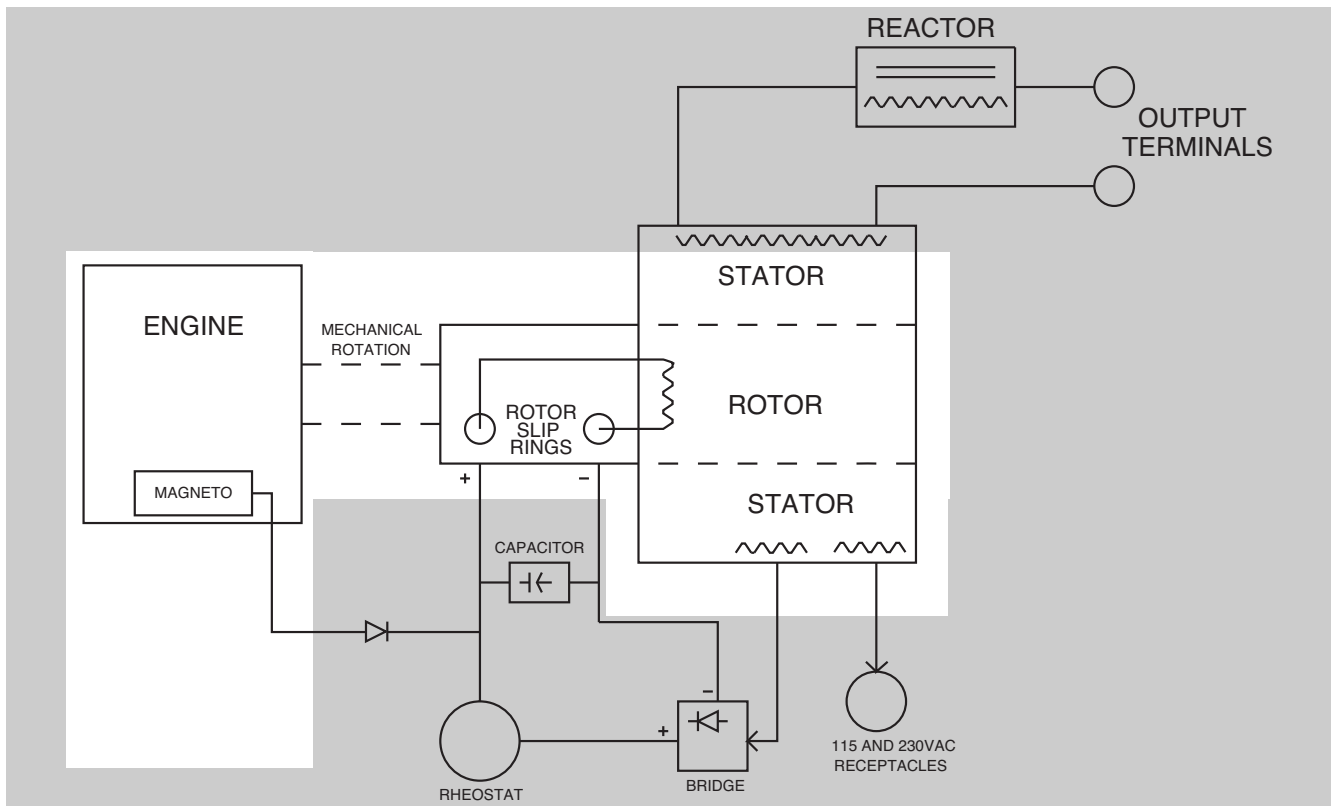 REACTOR
OUTPUT
TERMINALS
STATOR
ENGINE
MECHANICAL
ROTATION
ROTOR
ROTOR
SLIP
RINGS
+
−
MAGNETO
STATOR
CAPACITOR
−
+
115 AND 230VAC
RECEPTACLES
BRIDGE
RHEOSTAT